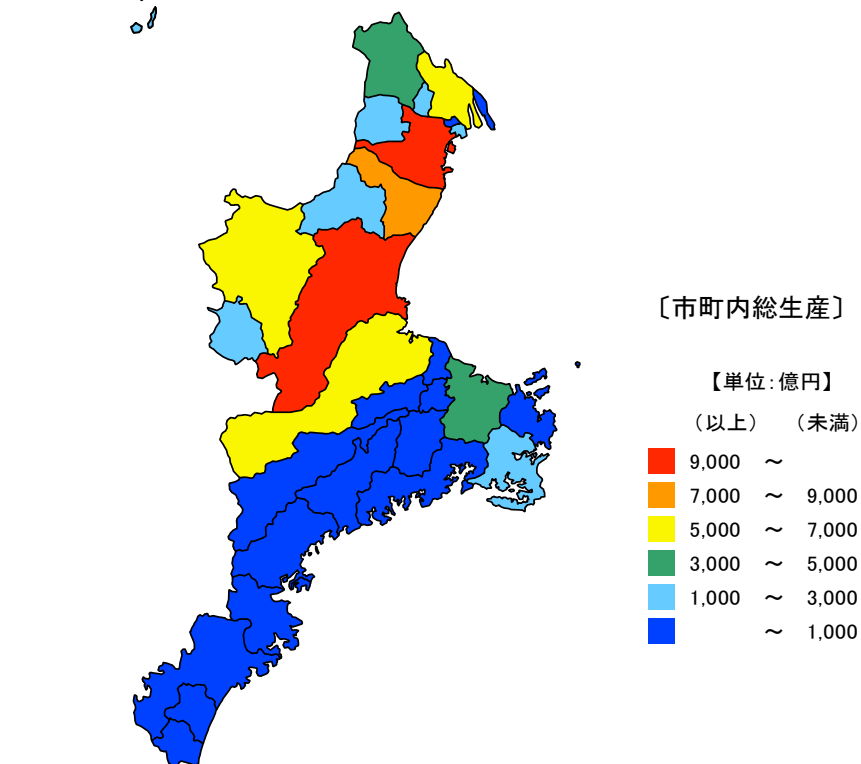 〔市町内総生産〕
【単位：億円】
（以上） （未満）
9,000 ～
7,000 ～ 9,000
5,000 ～ 7,000
3,000 ～ 5,000
1,000 ～ 3,000
～ 1,000